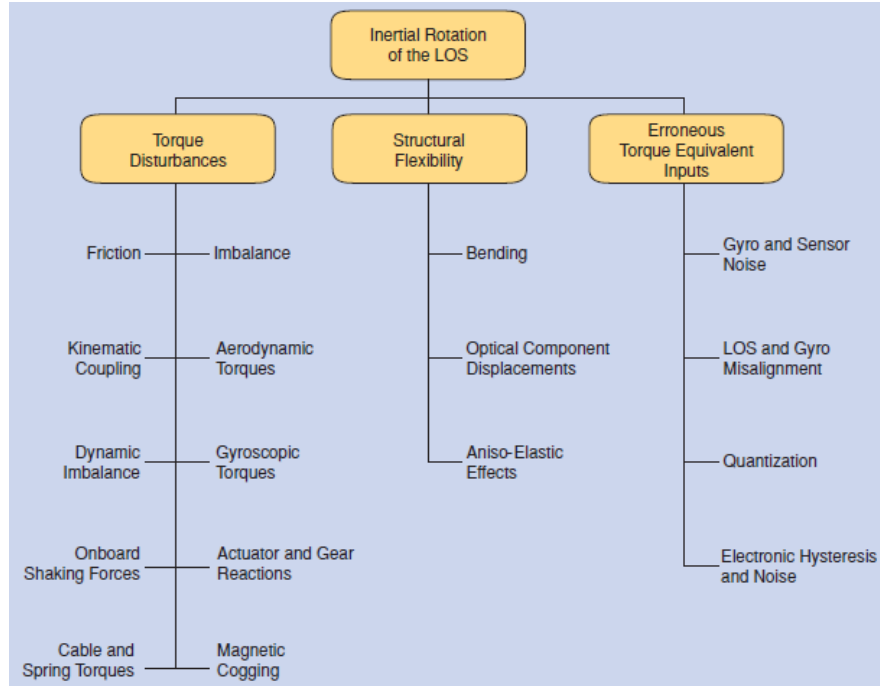 Inertial Rotation
of the LOS
Torque
Disturbances
Structural
Flexibility
Erroneous
Torque Equivalent
Inputs
Friction
Imbalance
Kinematic
Coupling
Aerodynamic
Torques
Dynamic
Imbalance
Gyroscopic
Torques
Onboard
Shaking Forces
Actuator and Gear
Reactions
Cable and
Spring Torques
Magnetic
Cogging
Bending
Optical Component
Displacements
Aniso-Elastic
Effects
Gyro and Sensor
Noise
LOS and Gyro
Misalignment
Quantization
Electronic Hysteresis
and Noise